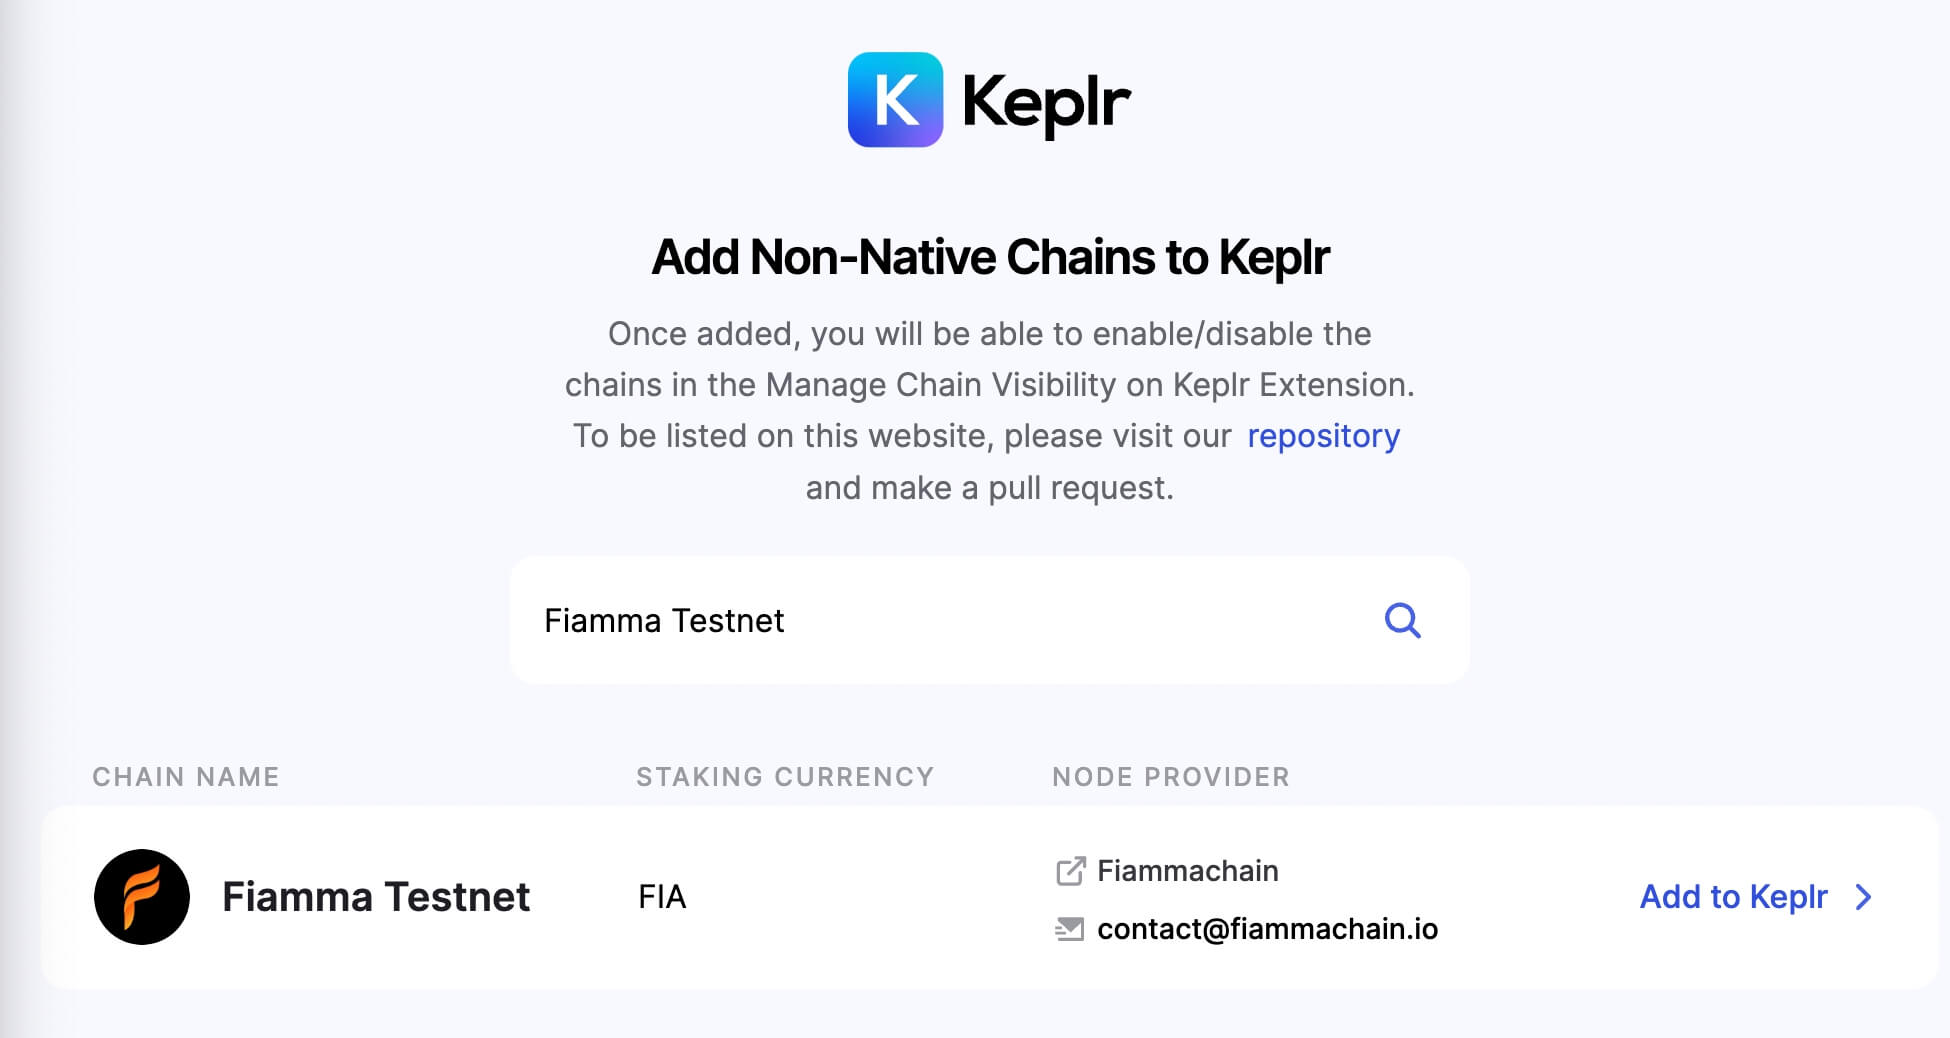 Keplr
Add Non-Native Chains to Keplr
Once added, you will be able to enable/disable the
chains in the Manage Chain Visibility on Keplr Extension.
To be listed on this website, please visit our repository
and make a pull request.
Fiamma Testnet
CHAIN NAME STAKING CURRENCY NODE PROVIDER
Fiamma Testnet FIA Fiammachain Add to Keplr
contact@fiammachain.io